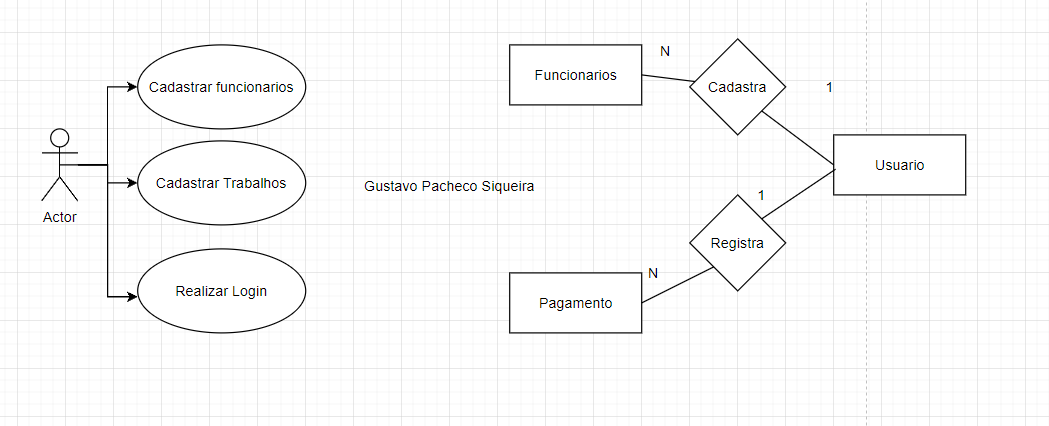 Cadastrar funcionarios
Cadastrar Trabalhos
Realizar Login
Actor
Gustavo Pacheco Siqueira
Funcionarios
N
Cadastra
1
Usuario
1
Registra
N
Pagamento